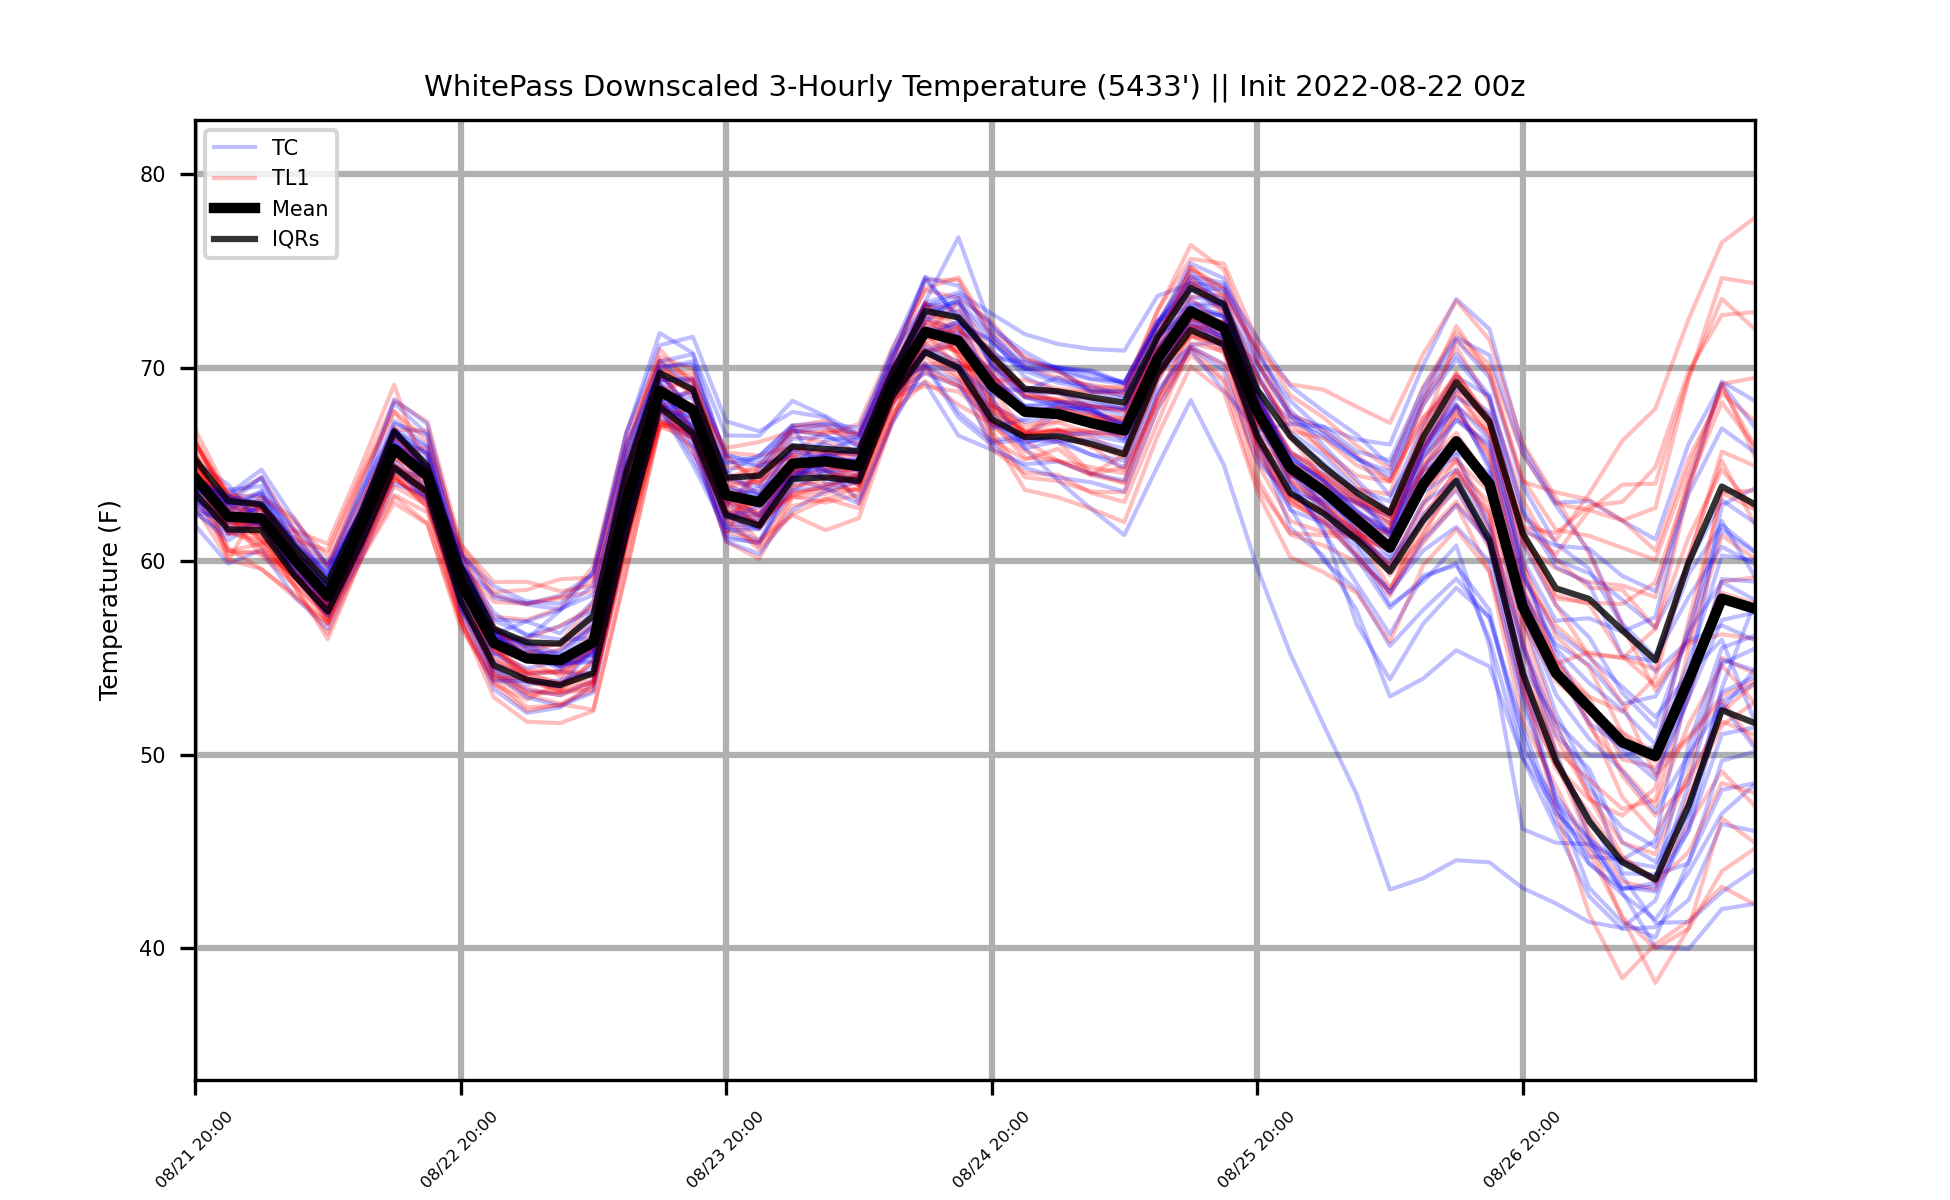 WhitePass Downscaled 3-Hourly Temperature (5433') || Init 2022-08-22 00z
TC
TL1
Mean
IQRs
Temperature (F)
80
70
60
50
40
08/21 20:00
08/22 20:00
08/23 20:00
08/24 20:00
08/25 20:00
08/26 20:00